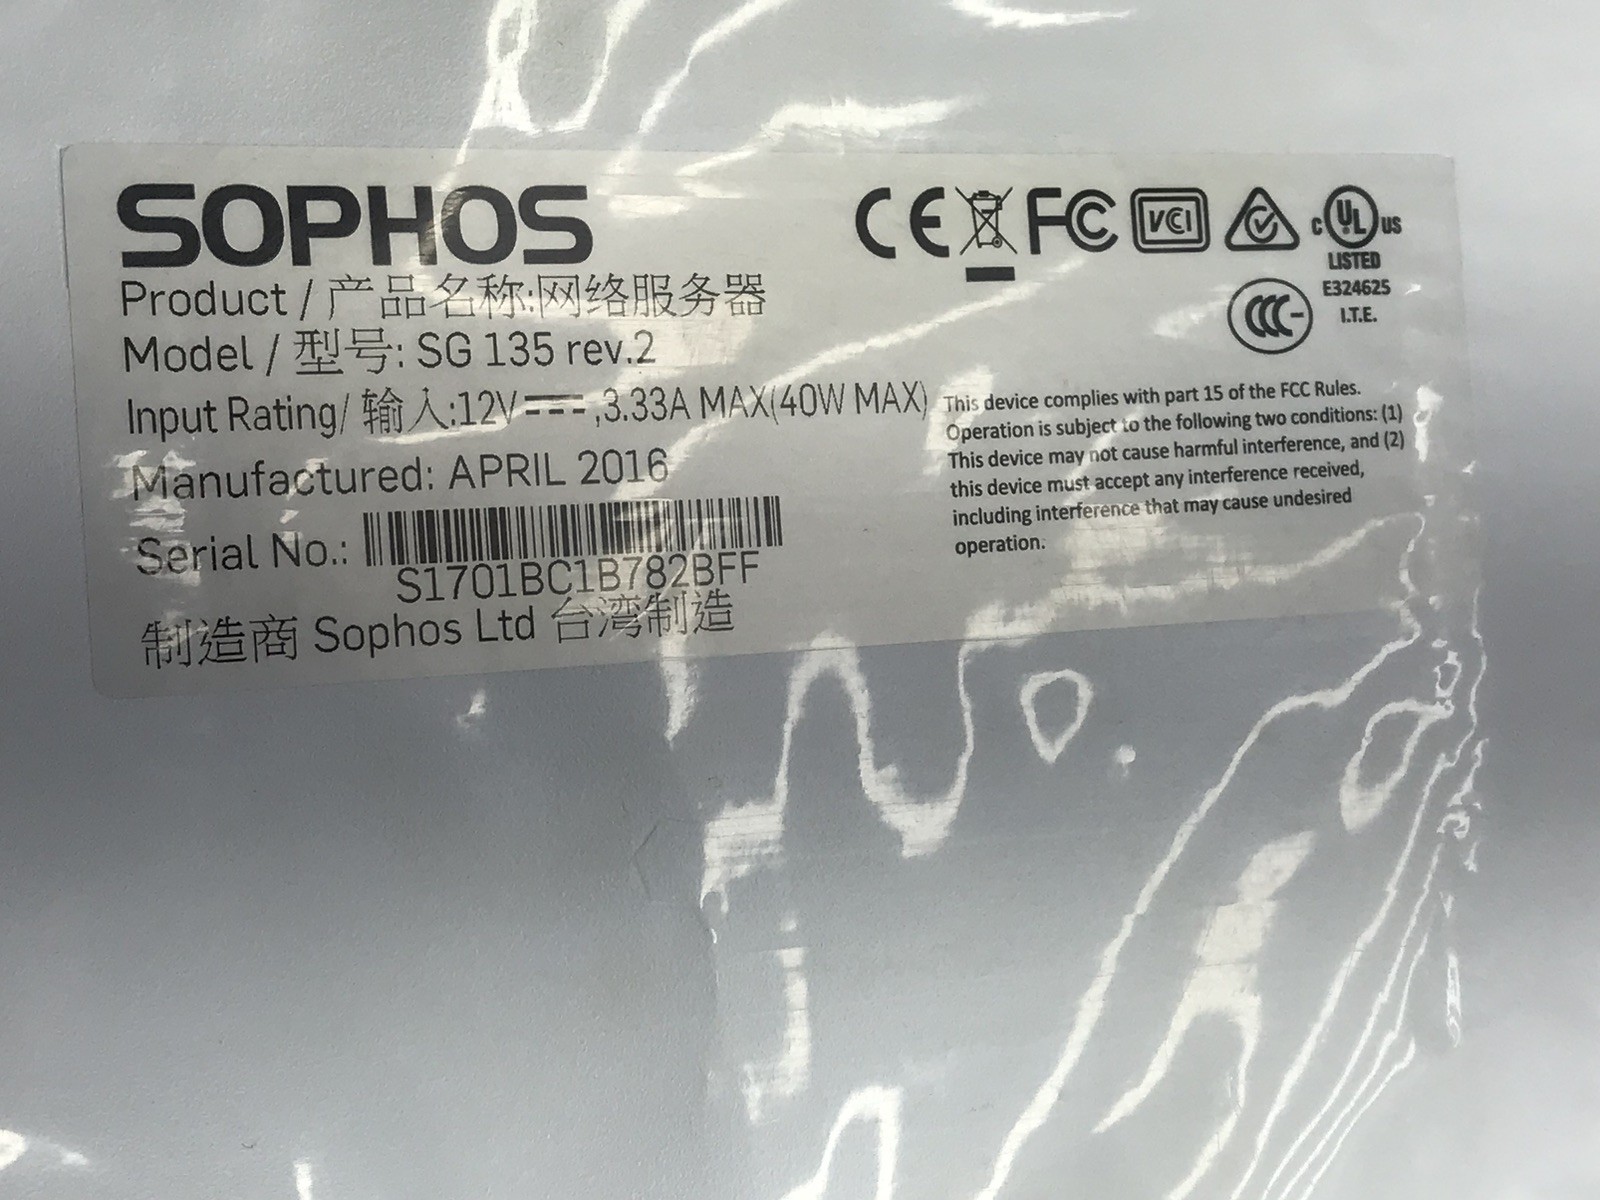 SOPHOS
Product / 产品名称:网络服务器
Model / 型号: SG 135 rev.2
Input Rating/ 输入:12V⎓,3.33A MAX(40W MAX)
Manufactured: APRIL 2016
Serial No.:
S1701BC1B782BFF
制造商 Sophos Ltd 台湾制造
CE FC VCI C UL US
LISTED
E324625
I.T.E.
CCC
This device complies with part 15 of the FCC Rules.
Operation is subject to the following two conditions: (1)
This device may not cause harmful interference, and (2)
this device must accept any interference received,
including interference that may cause undesired
operation.